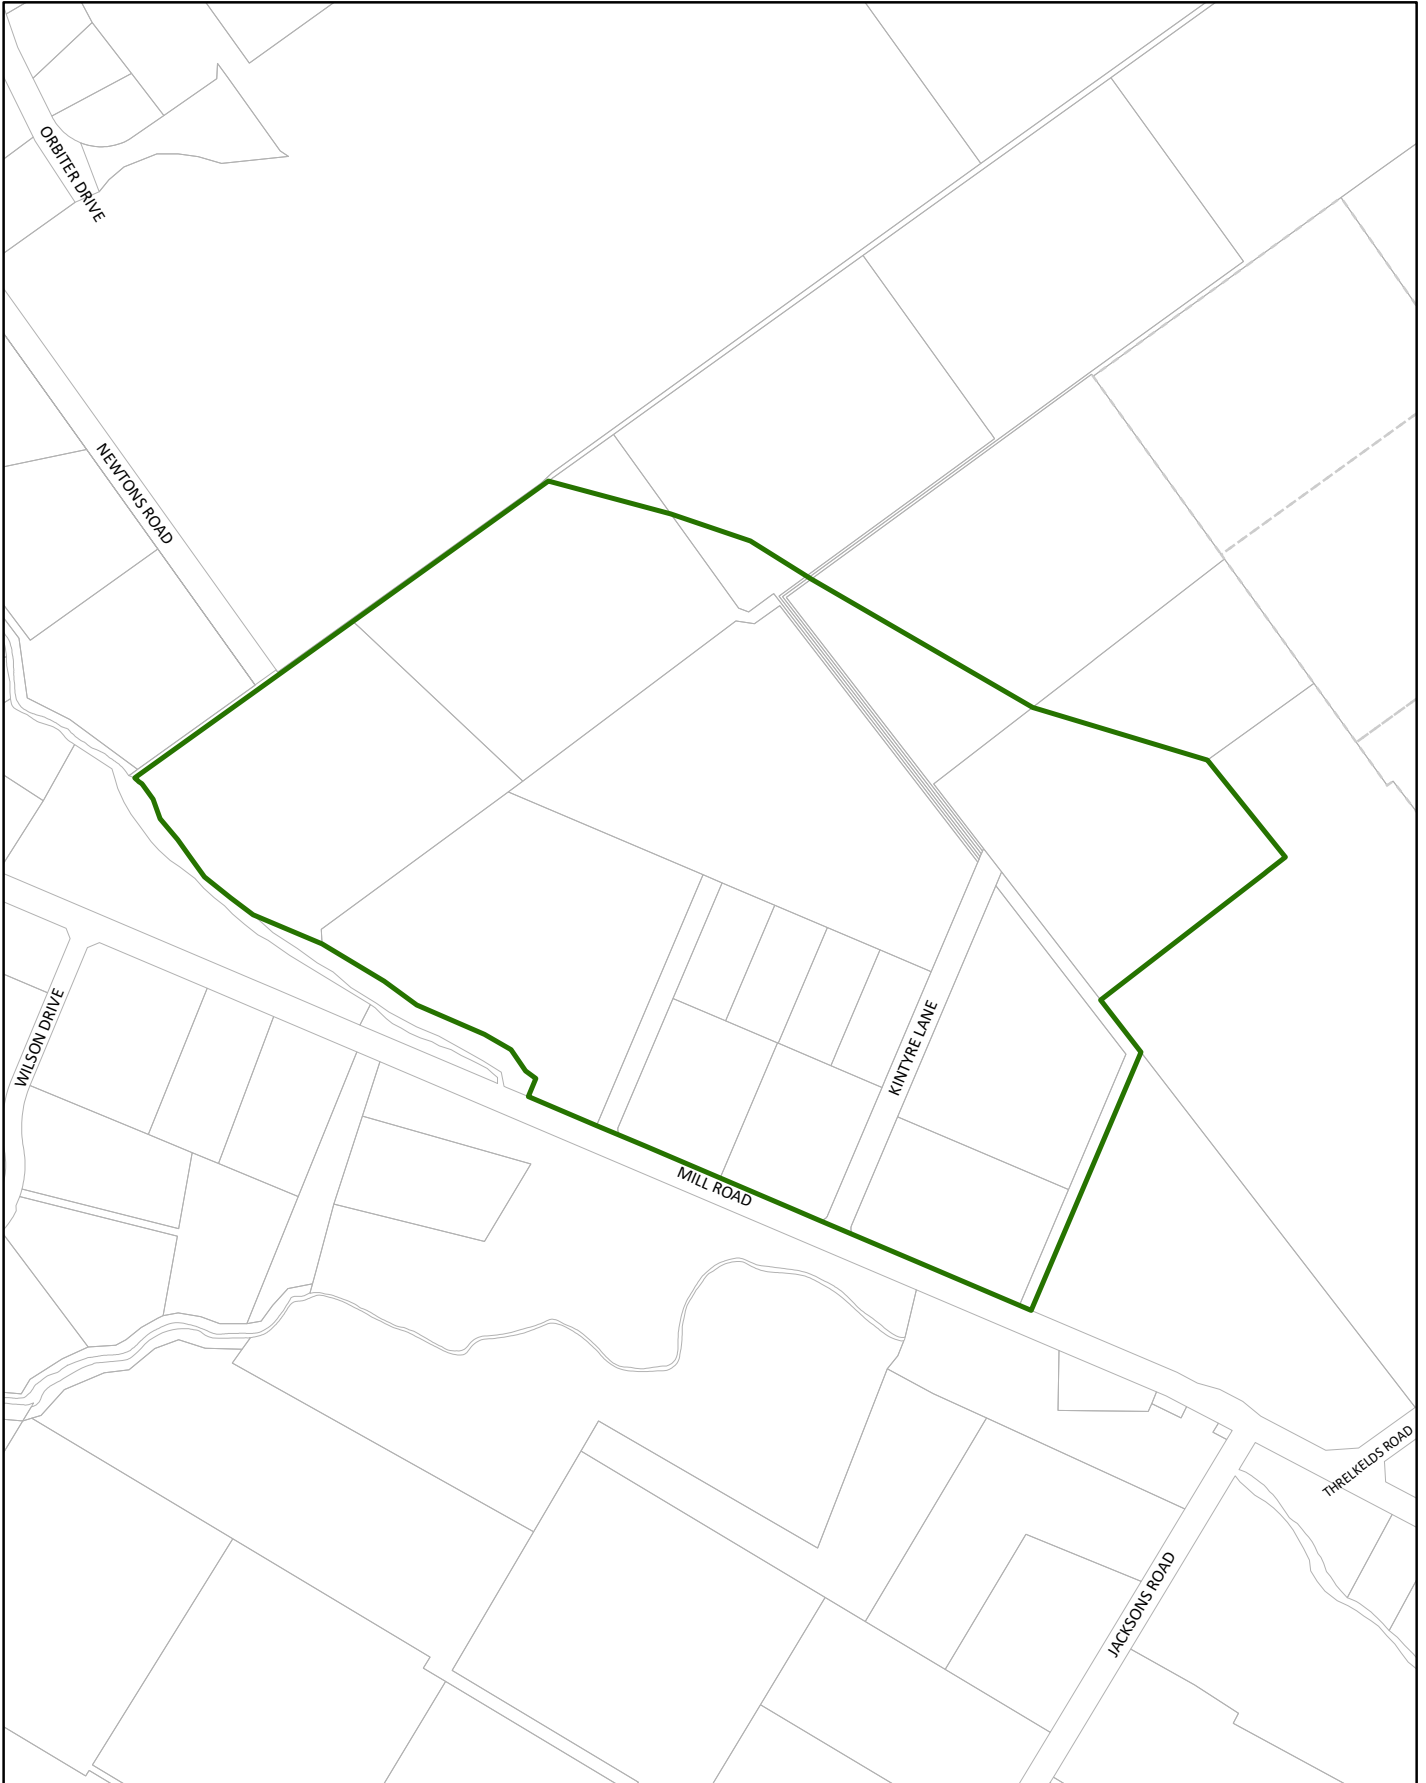 ORBITER DRIVE
NEWTONS ROAD
WILSON DRIVE
KINTYRE LANE
MILL ROAD
THRELKELDS ROAD
JACKSONS ROAD